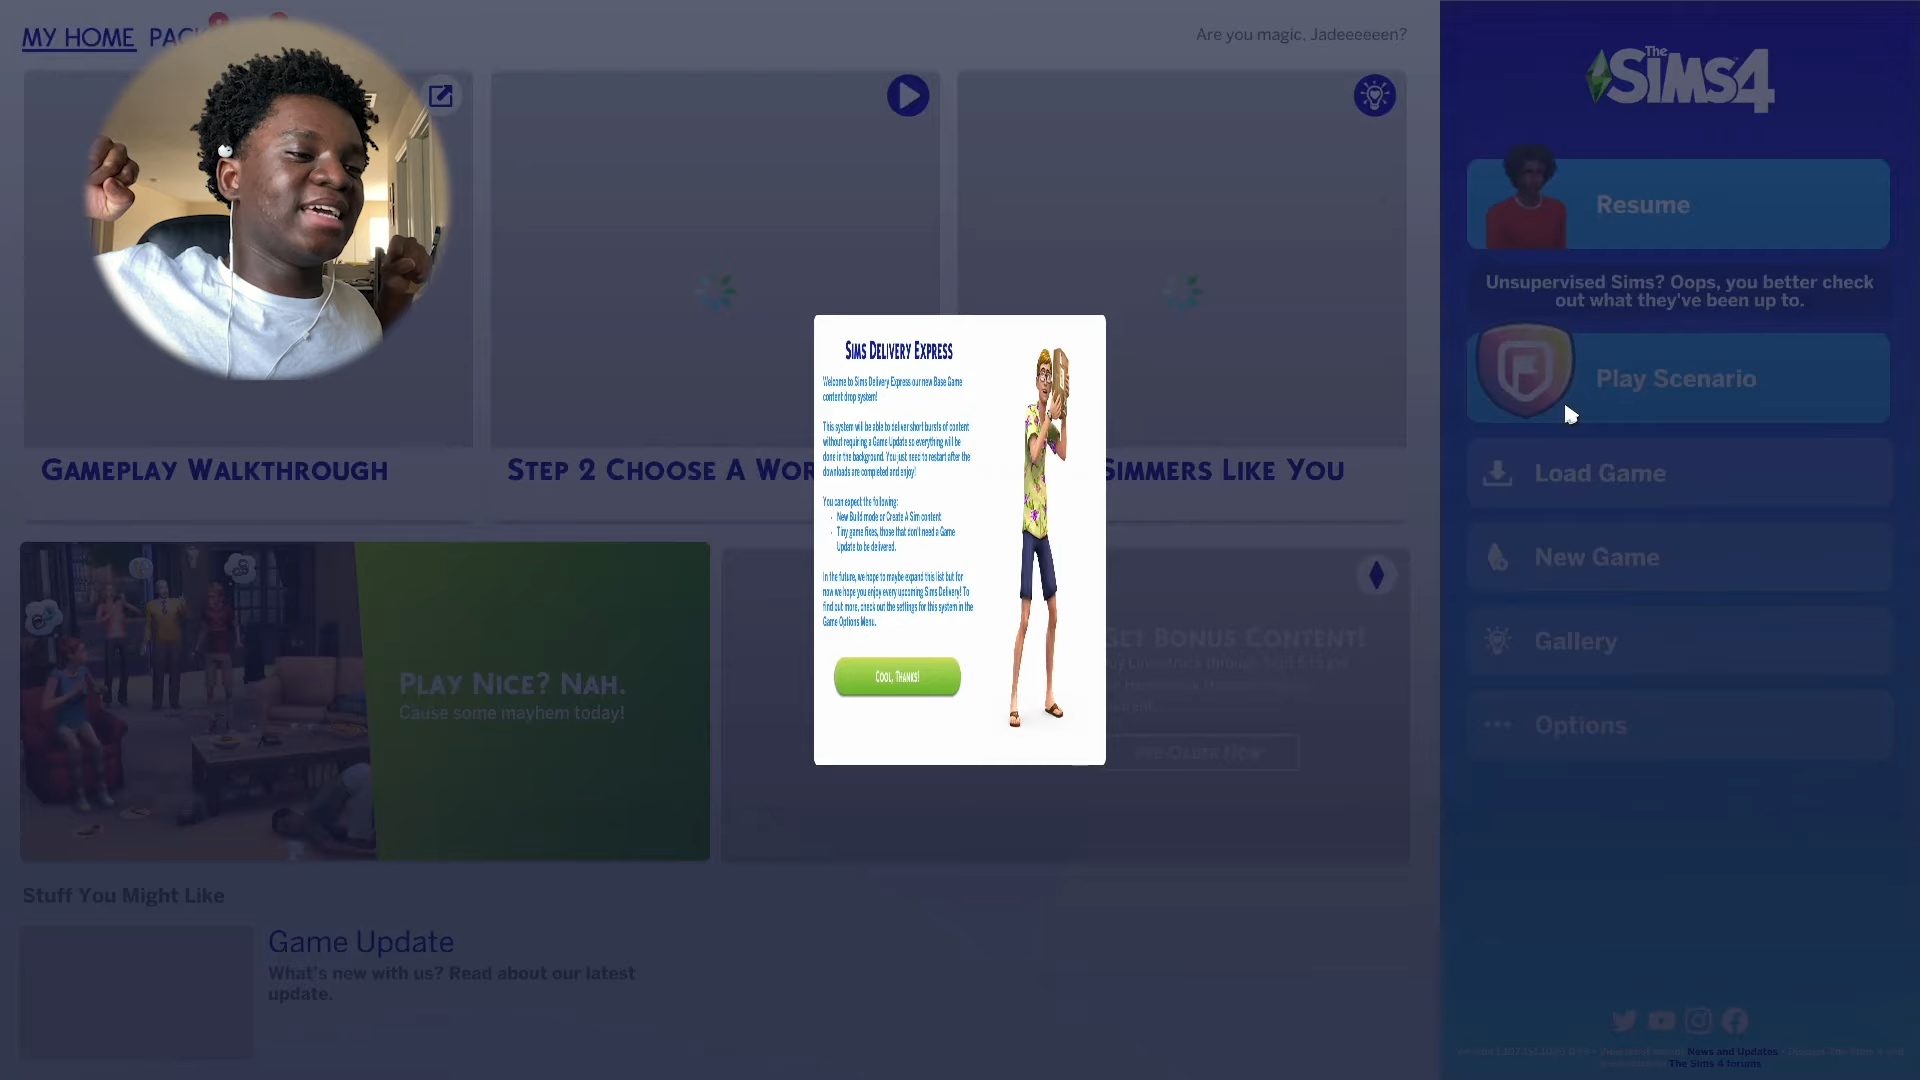 MY HOME
Are you magic, Jadeeeeeen?
GAMEPLAY WALKTHROUGH
STEP 2 CHOOSE A WOR
SIMMERS LIKE YOU
SIMS DELIVERY EXPRESS
Welcome to Sims Delivery Express our new Base Game
content drop system!
This system will be able to deliver short bursts of content
without requiring a Game Update so everything will be
done in the background. You just need to restart after the
downloads are completed and enjoy!
You can expect the following:
· New Build mode or Create A Sim content
· Tiny game fixes, those that don't need a Game
Update to be delivered.
In the future, we hope to maybe expand this list but for
now we hope you enjoy every upcoming Sims Delivery! To
find out more, check out the settings for this system in the
Game Options Menu.
COOL, THANKS!
PLAY NICE? NAH.
Cause some mayhem today!
GET BONUS CONTENT!
PRE-ORDER NOW
Stuff You Might Like
Game Update
What's new with us? Read about our latest
update.
The SIMS 4
Resume
Unsupervised Sims? Oops, you better check
out what they've been up to.
Play Scenario
Load Game
New Game
Gallery
Options
News and Updates
The Sims 4 forums